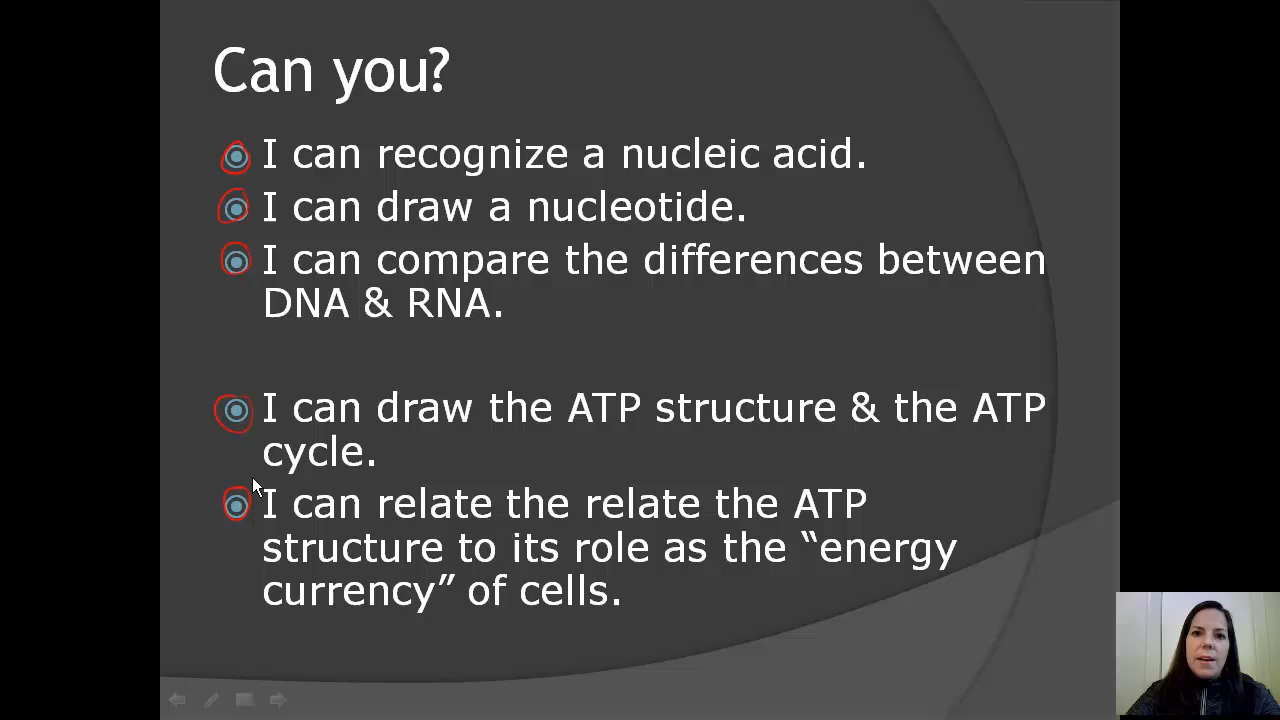 Can you?
I can recognize a nucleic acid.
I can draw a nucleotide.
I can compare the differences between
DNA & RNA.
I can draw the ATP structure & the ATP
cycle.
I can relate the relate the ATP
structure to its role as the “energy
currency” of cells.